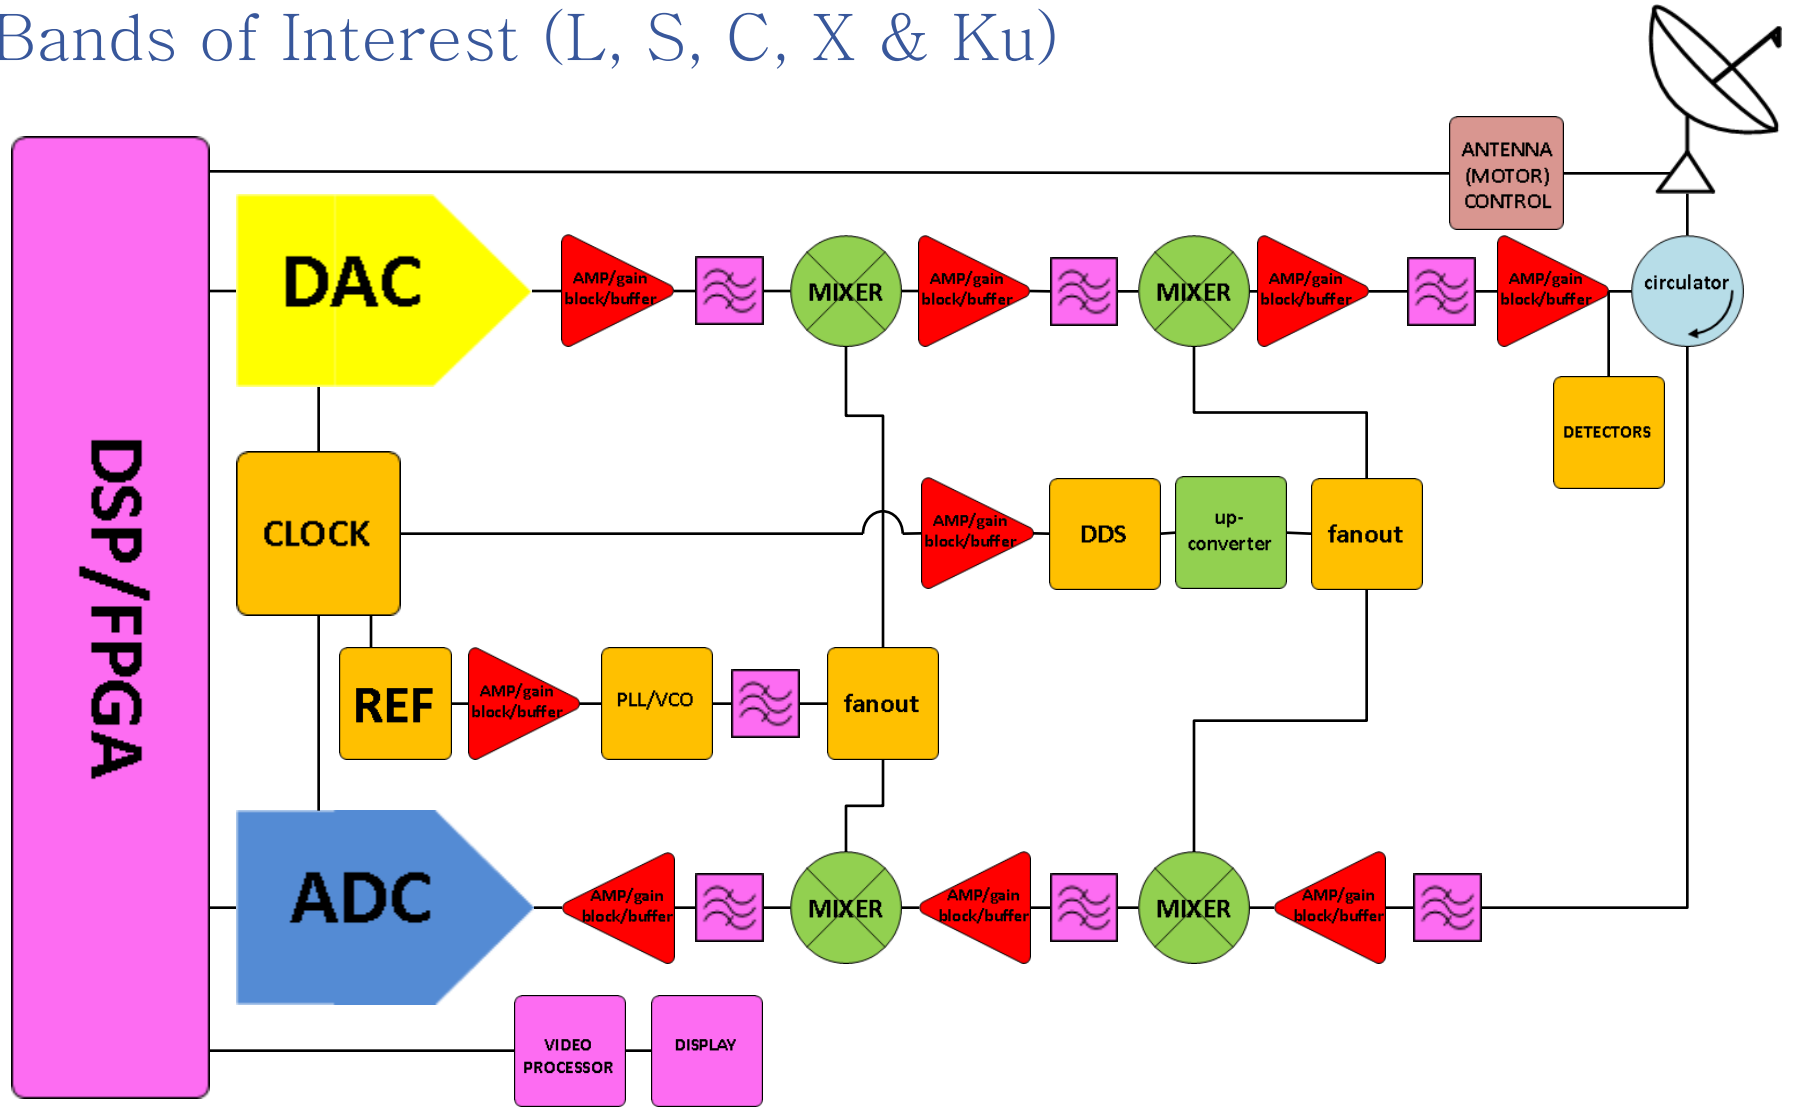 Bands of Interest (L, S, C, X & Ku)
ANTENNA
(MOTOR)
CONTROL
DSP/FPGA
DAC
AMP/gain
block/buffer
MIXER
AMP/gain
block/buffer
MIXER
AMP/gain
block/buffer
AMP/gain
block/buffer
circulator
DETECTORS
CLOCK
AMP/gain
block/buffer
DDS
up-
converter
fanout
REF
AMP/gain
block/buffer
PLL/VCO
fanout
ADC
AMP/gain
block/buffer
MIXER
AMP/gain
block/buffer
MIXER
AMP/gain
block/buffer
VIDEO
PROCESSOR
DISPLAY